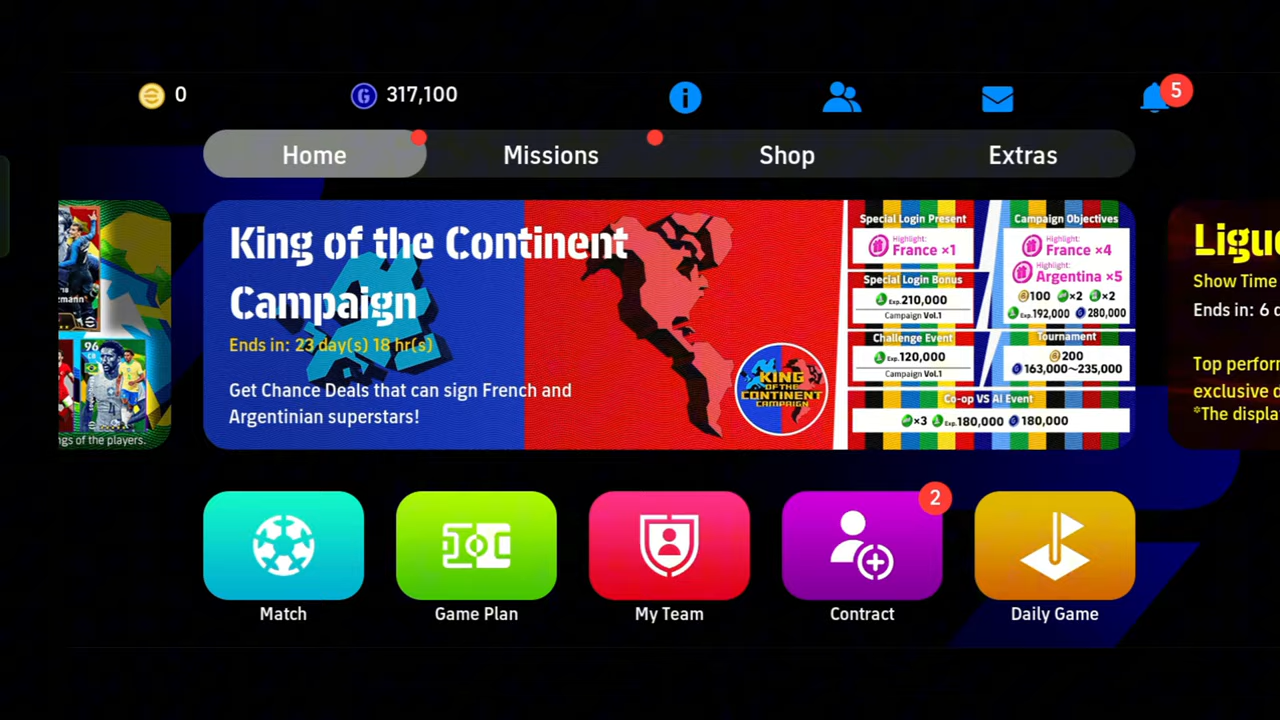 0
317,100
5
Home
Missions
Shop
Extras
King of the Continent
Campaign
Ends in: 23 day(s) 18 hr(s)
Get Chance Deals that can sign French and
Argentinian superstars!
KING
OF THE
CONTINENT
CAMPAIGN
Special Login Present
Highlight:
France ×1
Special Login Bonus
Exp.210,000
Campaign Vol.1
Challenge Event
Exp.120,000
Campaign Vol.1
Campaign Objectives
Highlight:
France ×4
Highlight:
Argentina ×5
100 ×2 ×2
Exp.192,000 280,000
Tournament
200
163,000~235,000
Co-op VS AI Event
×3 Exp.180,000 180,000
96
CB
ngs of the players.
Ligue
Show Time
Ends in: 6 d
Top perform
exclusive d
*The displa
Match
Game Plan
My Team
2
Contract
Daily Game